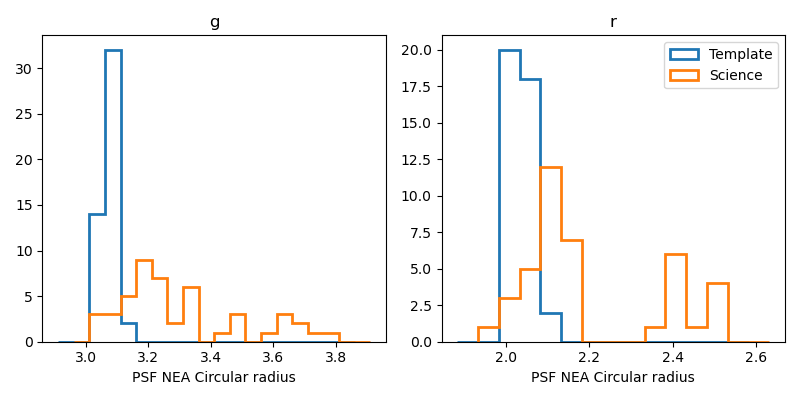 g
30
25
20
15
10
5
0
3.0 3.2 3.4 3.6 3.8
PSF NEA Circular radius
r
Template
Science
20.0
17.5
15.0
12.5
10.0
7.5
5.0
2.5
0.0
2.0 2.2 2.4 2.6
PSF NEA Circular radius